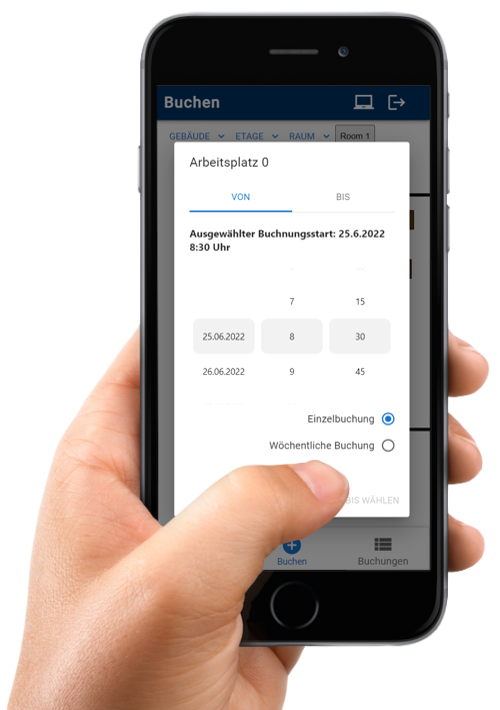 Buchen
GEBÄUDE ETAGE RAUM Room 1
Arbeitsplatz 0
VON BIS
Ausgewählter Buchnungsstart: 25.6.2022
8:30 Uhr
7 15
25.06.2022 8 30
26.06.2022 9 45
Einzelbuchung
Wöchentliche Buchung
BIS WÄHLEN
Buchen Buchungen